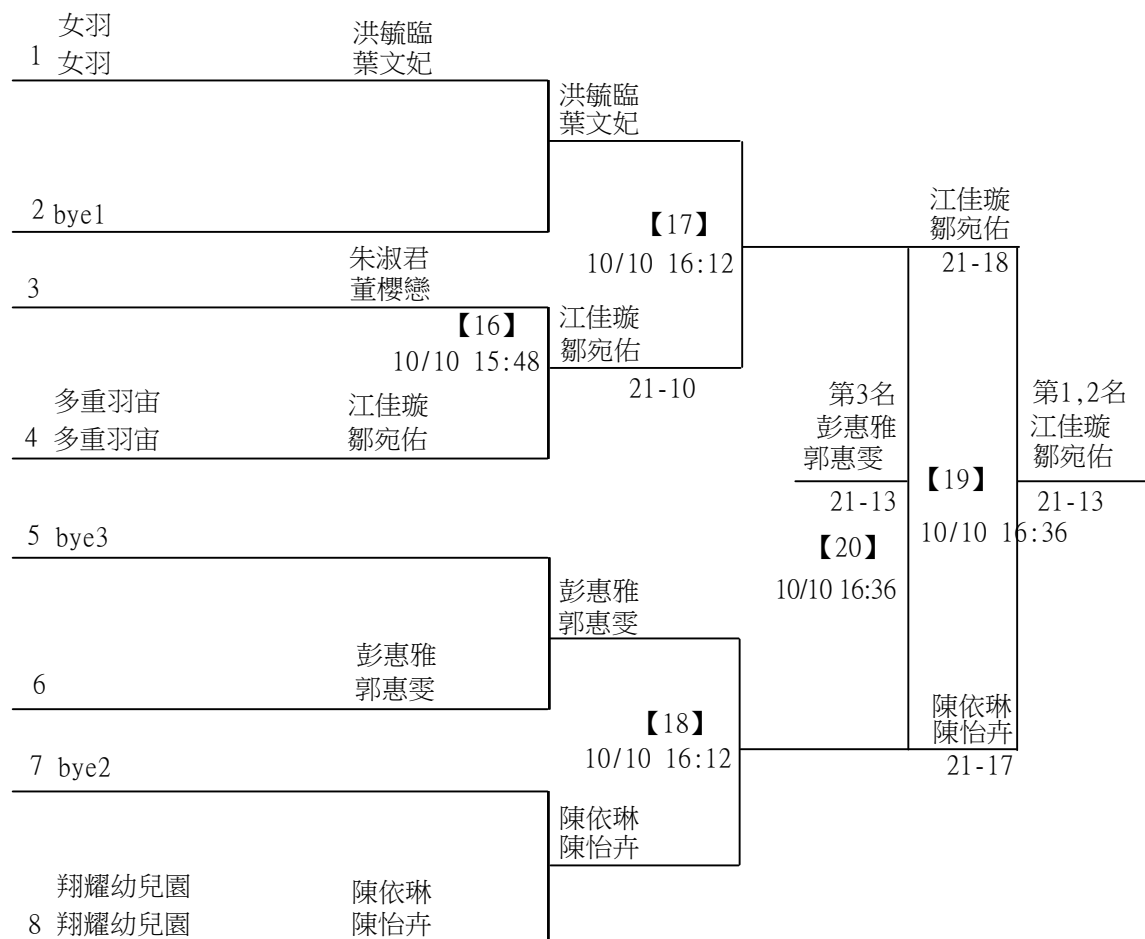 女羽
1 女羽
洪毓臨
葉文妃
洪毓臨
葉文妃
2 bye1
【17】
10/10 16:12
江佳璇
鄒宛佑
21-18
3
朱淑君
董櫻戀
【16】
10/10 15:48
江佳璇
鄒宛佑
21-10
多重羽宙
4 多重羽宙
江佳璇
鄒宛佑
第3名
彭惠雅
郭惠雯
21-13
【20】
10/10 16:36
【19】
10/10 16:36
第1,2名
江佳璇
鄒宛佑
21-13
5 bye3
彭惠雅
郭惠雯
6
彭惠雅
郭惠雯
【18】
10/10 16:12
陳依琳
陳怡卉
21-17
7 bye2
陳依琳
陳怡卉
翔耀幼兒園
8 翔耀幼兒園
陳依琳
陳怡卉